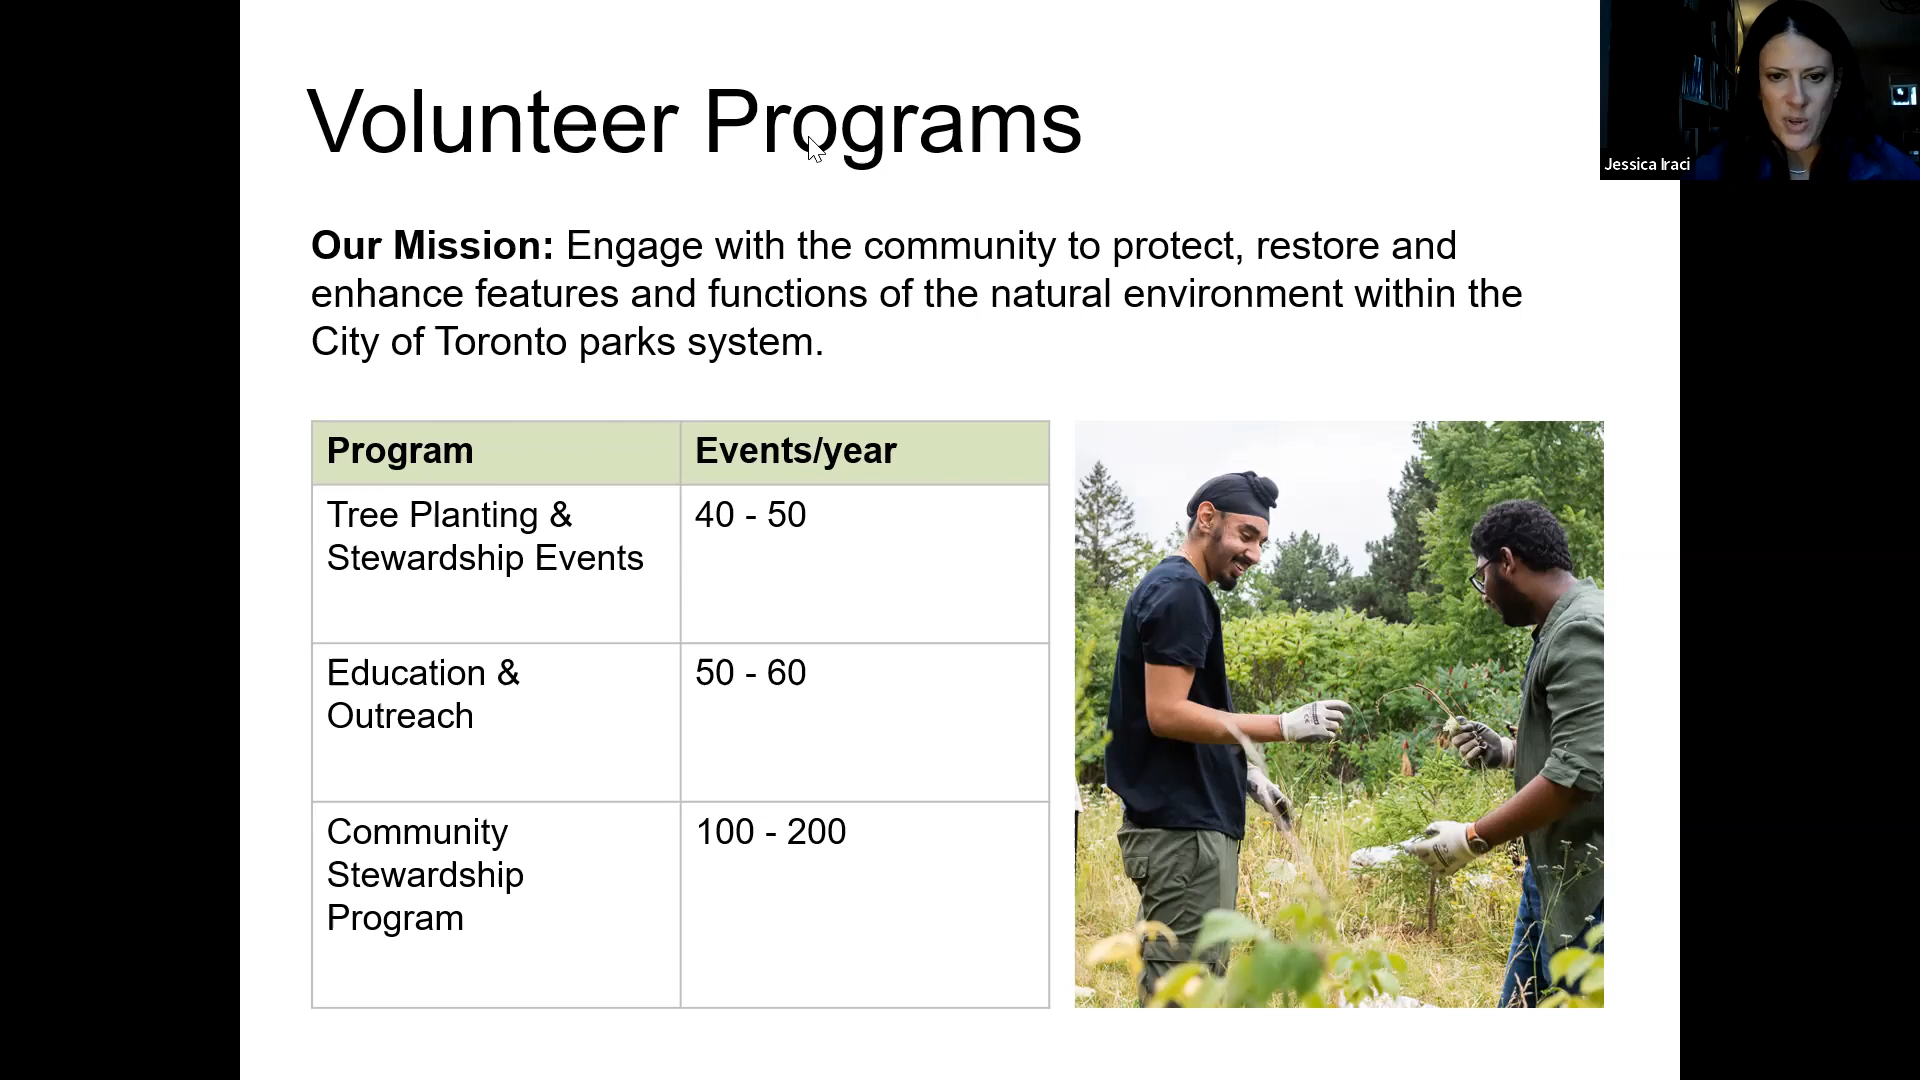 Volunteer Programs
Jessica Iraci
Our Mission: Engage with the community to protect, restore and
enhance features and functions of the natural environment within the
City of Toronto parks system.
Program Events/year
Tree Planting & 40 - 50
Stewardship Events
Education & 50 - 60
Outreach
Community 100 - 200
Stewardship
Program